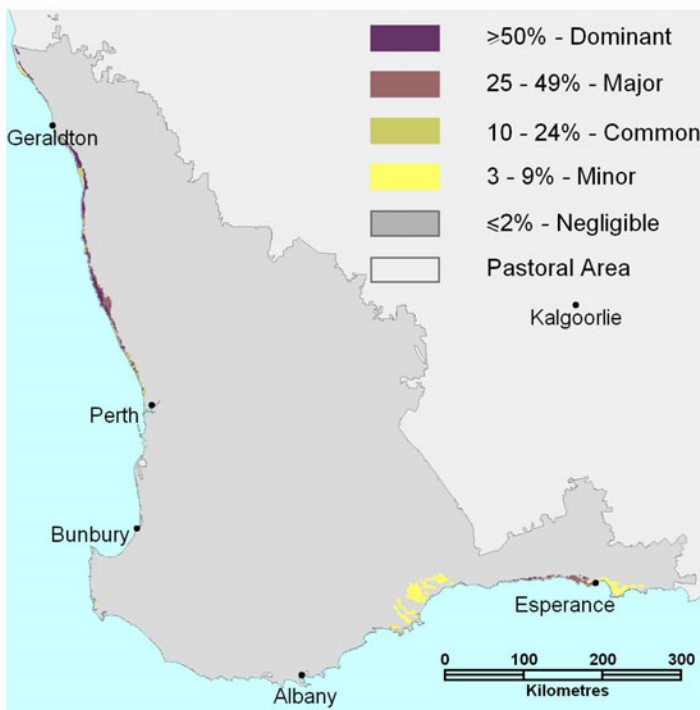 ⩾50% - Dominant
25 - 49% - Major
Geraldton
10 - 24% - Common
3 - 9% - Minor
⩽2% - Negligible
Pastoral Area
Kalgoorlie
Perth
Bunbury
Esperance
0 100 200 300
Kilometres
Albany